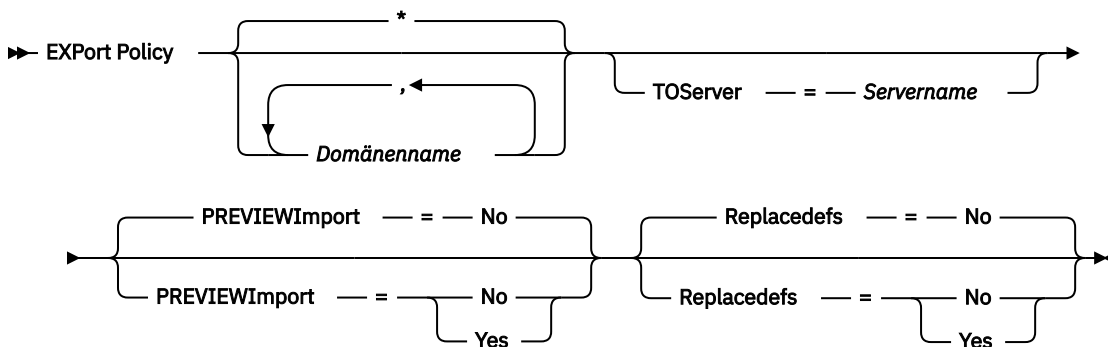 *
EXPort Policy
,
TOServer = Servername
Domänenname
PREVIEWImport = No
Replacedefs = No
PREVIEWImport = No
Replacedefs = No
Yes
Yes